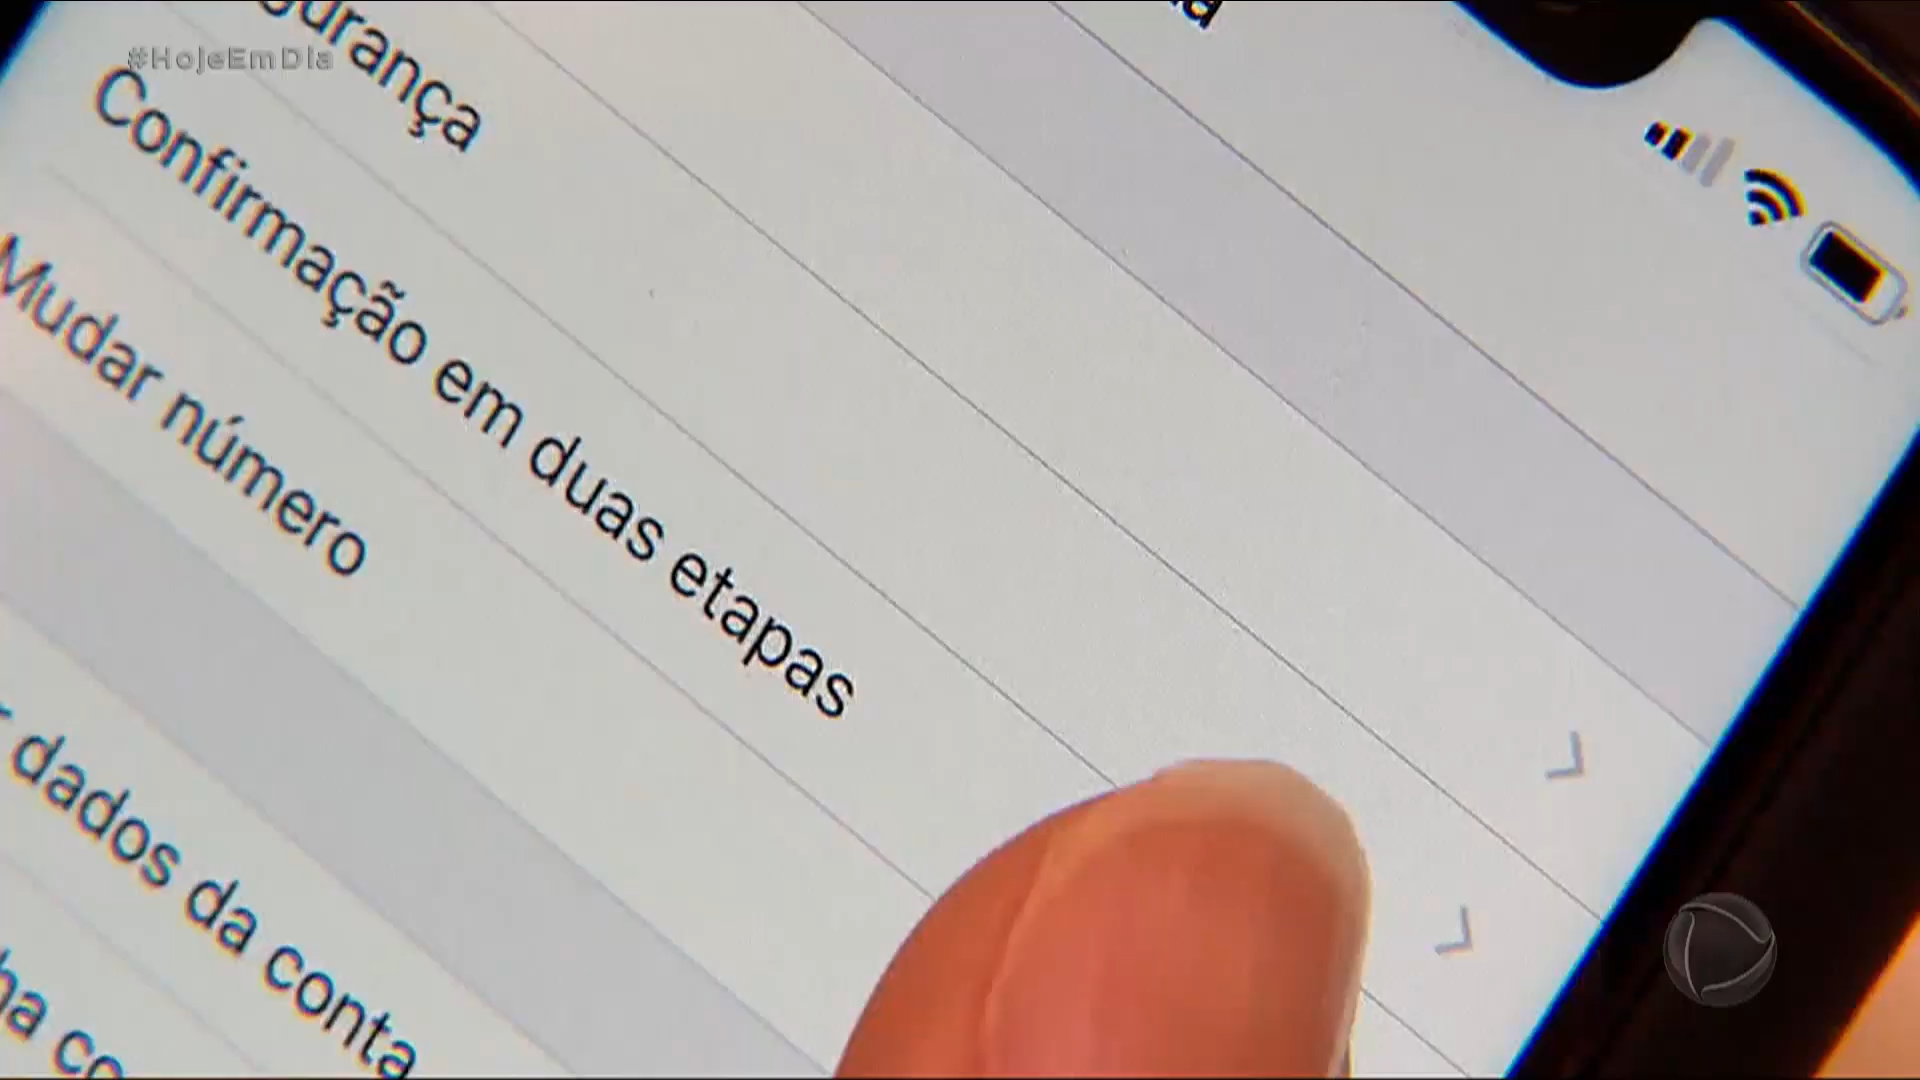 #HojeEmDia
Confirmação em duas etapas
Mudar número
dados da conta